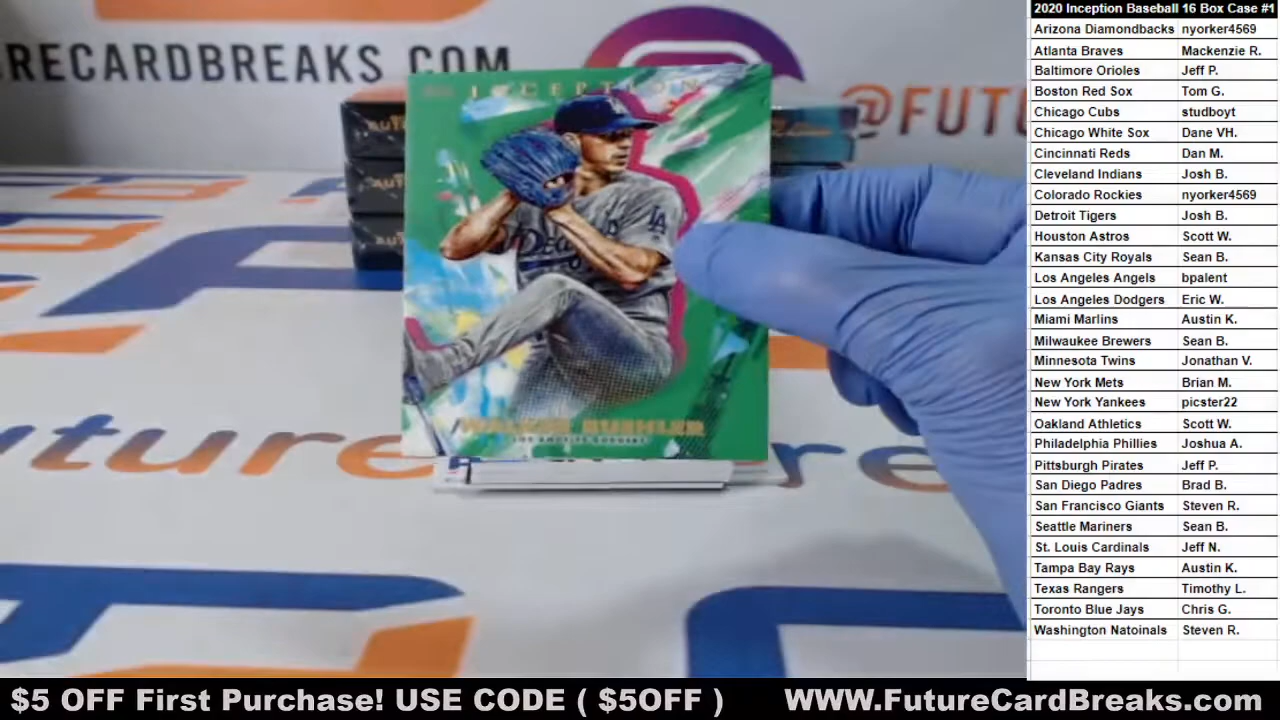 2020 Inception Baseball 16 Box Case #1
RECARDBREAKS.COM
@FUTURE
INCEPTION
LA
WALKER BUEHLER
LOS ANGELES DODGERS
Future
re
Arizona Diamondbacks nyorker4569
Atlanta Braves Mackenzie R.
Baltimore Orioles Jeff P.
Boston Red Sox Tom G.
Chicago Cubs studboyt
Chicago White Sox Dane VH.
Cincinnati Reds Dan M.
Cleveland Indians Josh B.
Colorado Rockies nyorker4569
Detroit Tigers Josh B.
Houston Astros Scott W.
Kansas City Royals Sean B.
Los Angeles Angels bpalent
Los Angeles Dodgers Eric W.
Miami Marlins Austin K.
Milwaukee Brewers Sean B.
Minnesota Twins Jonathan V.
New York Mets Brian M.
New York Yankees picster22
Oakland Athletics Scott W.
Philadelphia Phillies Joshua A.
Pittsburgh Pirates Jeff P.
San Diego Padres Brad B.
San Francisco Giants Steven R.
Seattle Mariners Sean B.
St. Louis Cardinals Jeff N.
Tampa Bay Rays Austin K.
Texas Rangers Timothy L.
Toronto Blue Jays Chris G.
Washington Natoinals Steven R.
$5 OFF First Purchase! USE CODE ( $5OFF ) WWW.FutureCardBreaks.com